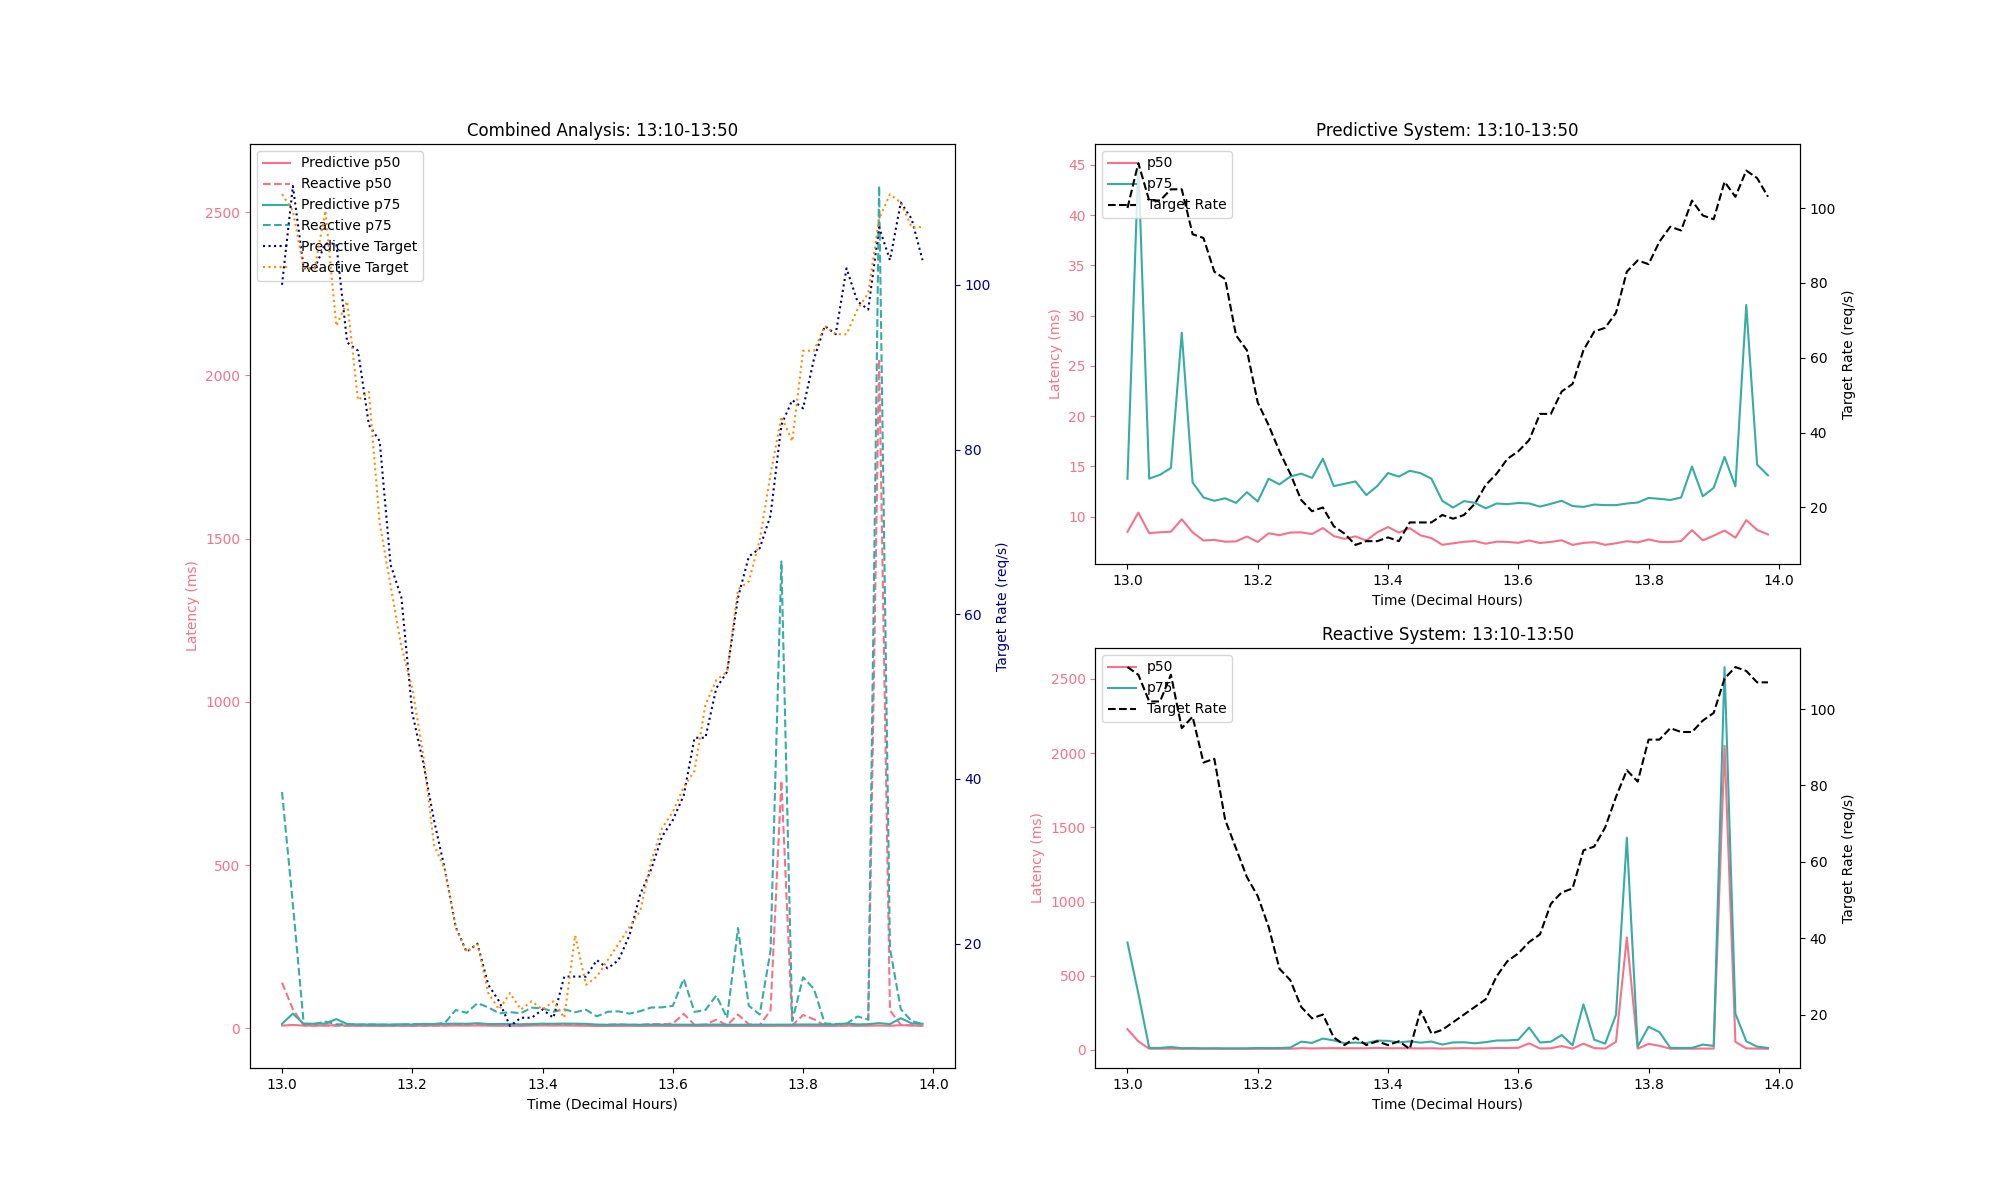 Combined Analysis: 13:10-13:50
Predictive p50
Reactive p50
Predictive p75
Reactive p75
Predictive Target
Reactive Target
2500
2000
1500
1000
500
0
Latency (ms)
100
80
60
40
20
Target Rate (req/s)
13.0 13.2 13.4 13.6 13.8 14.0
Time (Decimal Hours)
Predictive System: 13:10-13:50
p50
p75
Target Rate
45
40
35
30
25
20
15
10
Latency (ms)
100
80
60
40
20
Target Rate (req/s)
13.0 13.2 13.4 13.6 13.8 14.0
Time (Decimal Hours)
Reactive System: 13:10-13:50
p50
p75
Target Rate
2500
2000
1500
1000
500
0
Latency (ms)
100
80
60
40
20
Target Rate (req/s)
13.0 13.2 13.4 13.6 13.8 14.0
Time (Decimal Hours)